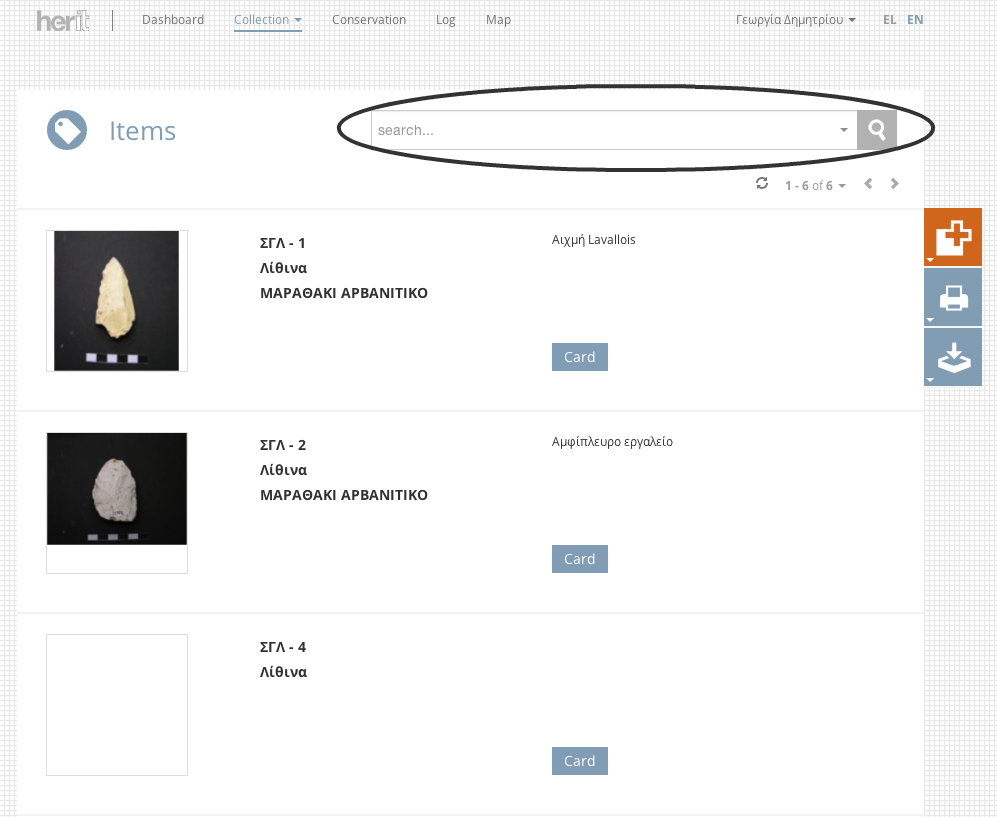 herit Dashboard Collection Conservation Log Map Γεωργία Δημητρίου EL EN
Items
search...
1 - 6 of 6
ΣΓΛ - 1
Λίθινα
ΜΑΡΑΘΑΚΙ ΑΡΒΑΝΙΤΙΚΟ
Αιχμή Lavallois
Card
ΣΓΛ - 2
Λίθινα
ΜΑΡΑΘΑΚΙ ΑΡΒΑΝΙΤΙΚΟ
Αμφίπλευρο εργαλείο
Card
ΣΓΛ - 4
Λίθινα
Card